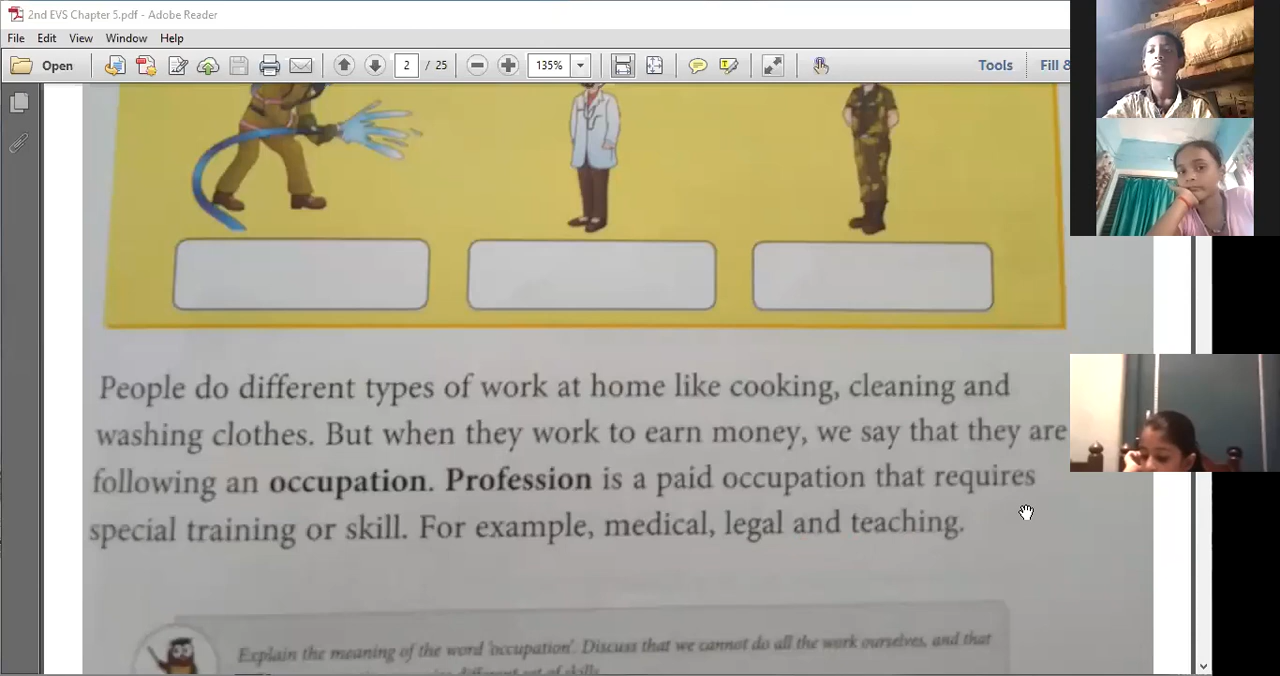 2nd EVS Chapter 5.pdf - Adobe Reader
File Edit View Window Help
Open 2 / 25 135% Tools Fill &
People do different types of work at home like cooking, cleaning and
washing clothes. But when they work to earn money, we say that they are
following an occupation. Profession is a paid occupation that requires
special training or skill. For example, medical, legal and teaching.
Explain the meaning of the word 'occupation'. Discuss that we cannot do all the work ourselves, and that
different set of skills